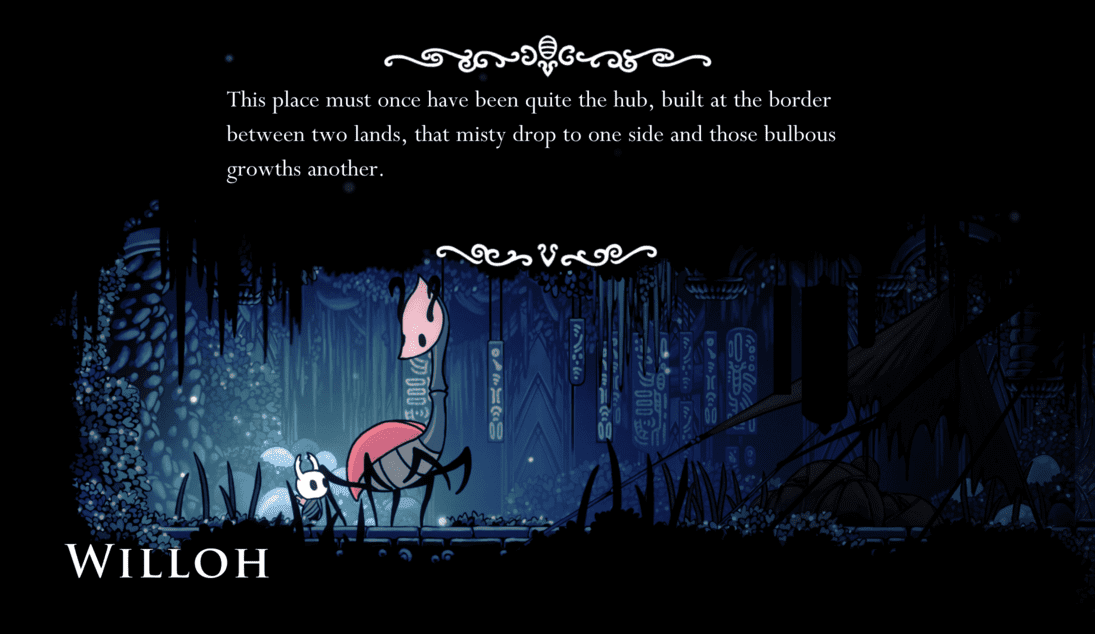 This place must once have been quite the hub, built at the border
between two lands, that misty drop to one side and those bulbous
growths another.
WILLOH